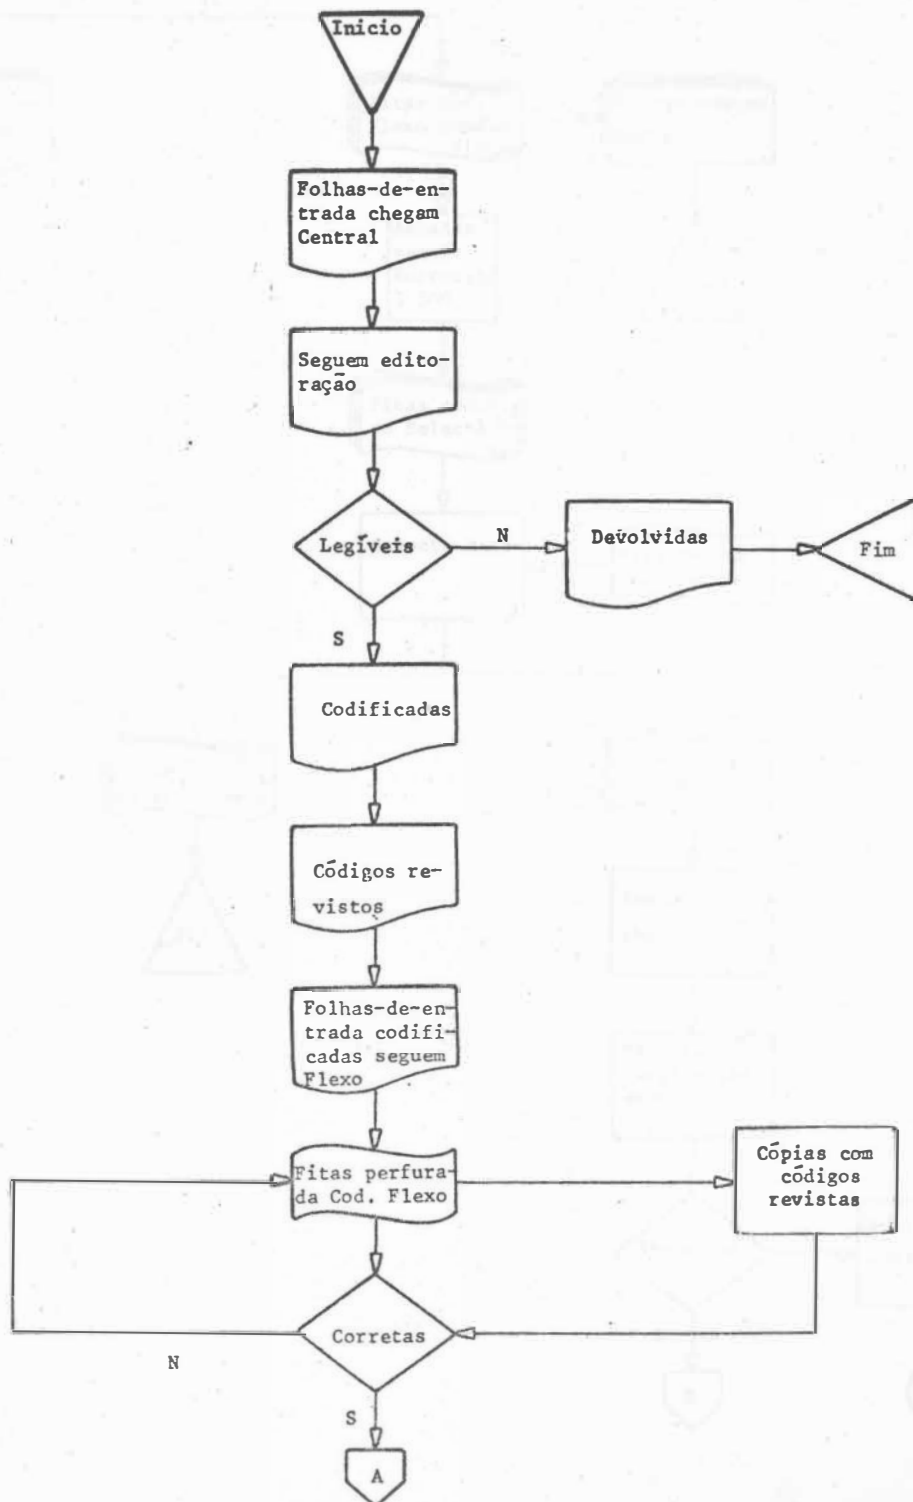 Início
Folhas-de-en-
trada chegam
Central
Seguem edito-
ração
Legíveis
N
Devolvidas
Fim
S
Codificadas
Códigos re-
vistos
Folhas-de-en-
trada codifi-
cadas seguem
Flexo
Fitas perfura-
da Cod. Flexo
Cópias com
códigos
revistas
Corretas
N
S
A